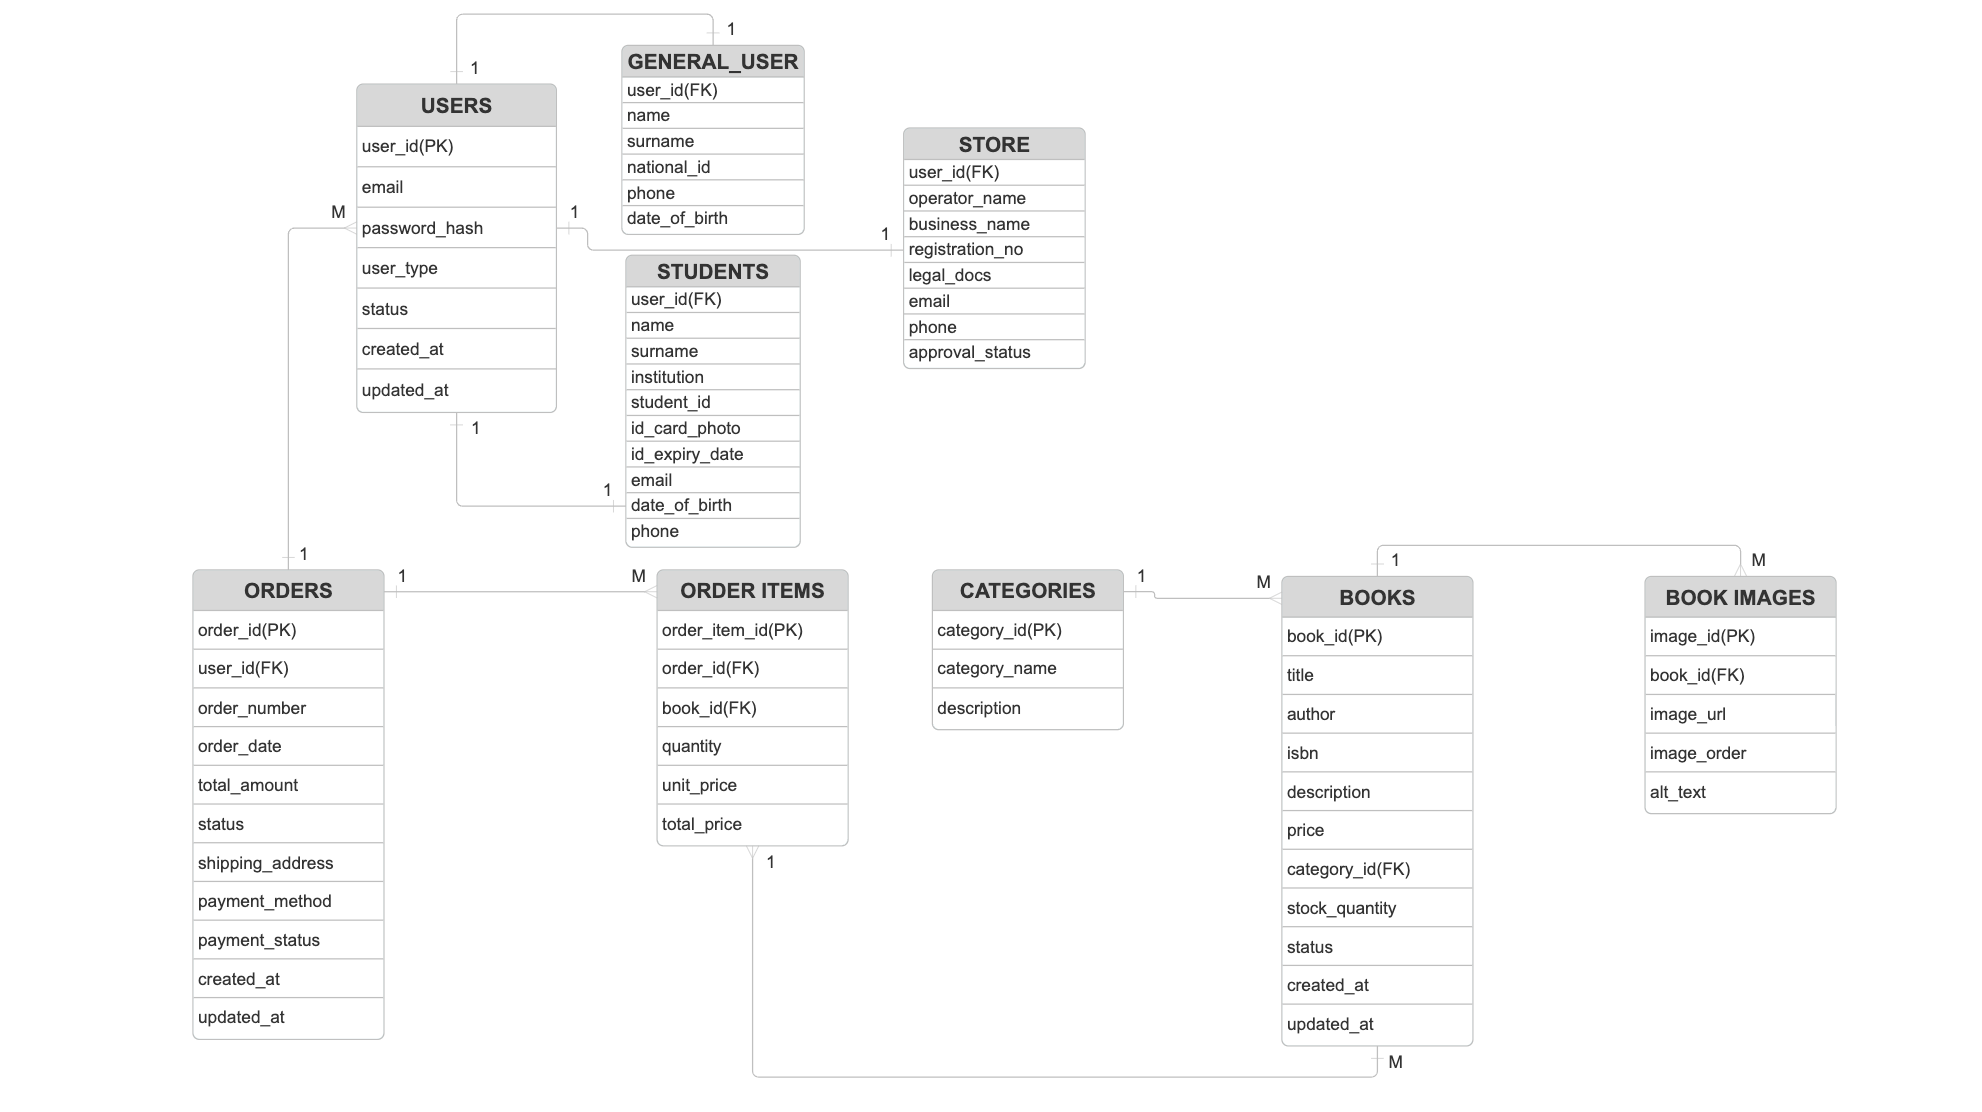 1
GENERAL_USER
user_id(FK)
name
surname
national_id
phone
date_of_birth
1
USERS
user_id(PK)
email
password_hash
user_type
status
created_at
updated_at
M
1
1
STORE
user_id(FK)
operator_name
business_name
registration_no
legal_docs
email
phone
approval_status
STUDENTS
user_id(FK)
name
surname
institution
student_id
id_card_photo
id_expiry_date
email
date_of_birth
phone
1
1
1
ORDERS
order_id(PK)
user_id(FK)
order_number
order_date
total_amount
status
shipping_address
payment_method
payment_status
created_at
updated_at
1
M
ORDER ITEMS
order_item_id(PK)
order_id(FK)
book_id(FK)
quantity
unit_price
total_price
1
CATEGORIES
category_id(PK)
category_name
description
1
M
1
BOOKS
book_id(PK)
title
author
isbn
description
price
category_id(FK)
stock_quantity
status
created_at
updated_at
M
M
BOOK IMAGES
image_id(PK)
book_id(FK)
image_url
image_order
alt_text